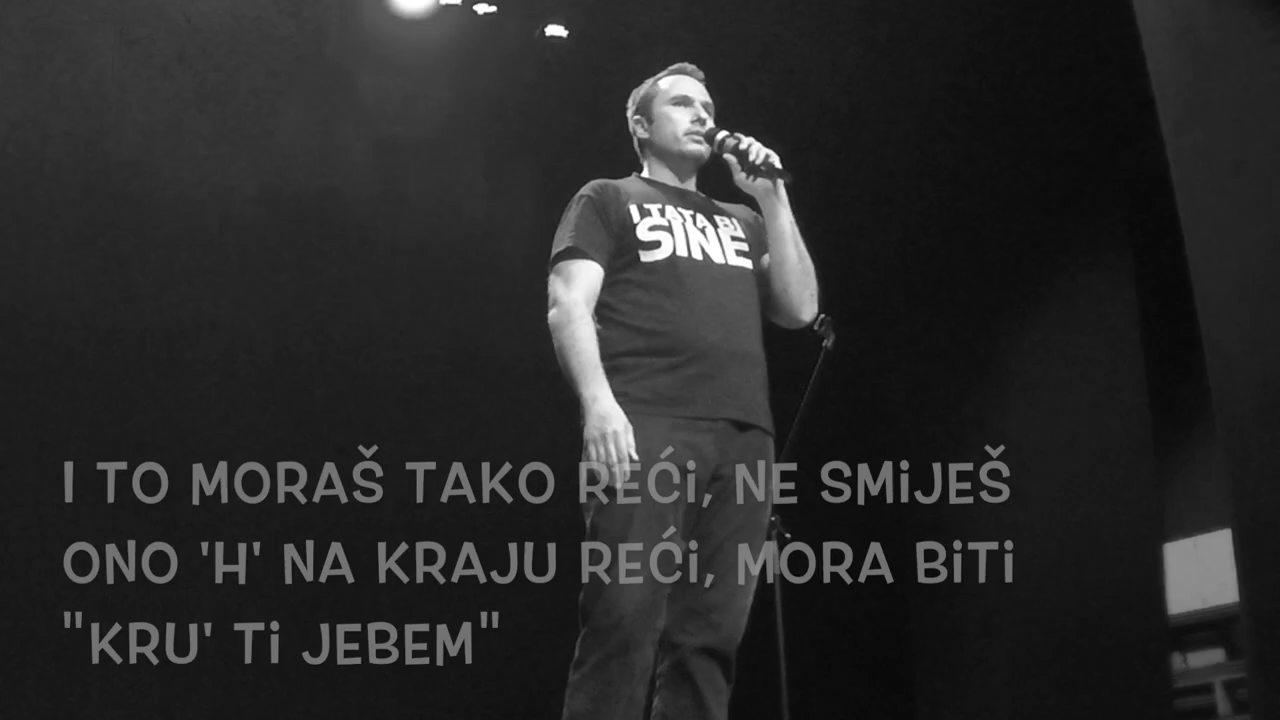 I TATA BI
SINE
I TO MORAŠ TAKO REĆI, NE SMIJEŠ
ONO 'H' NA KRAJU REĆI, MORA BITI
"KRU' TI JEBEM"